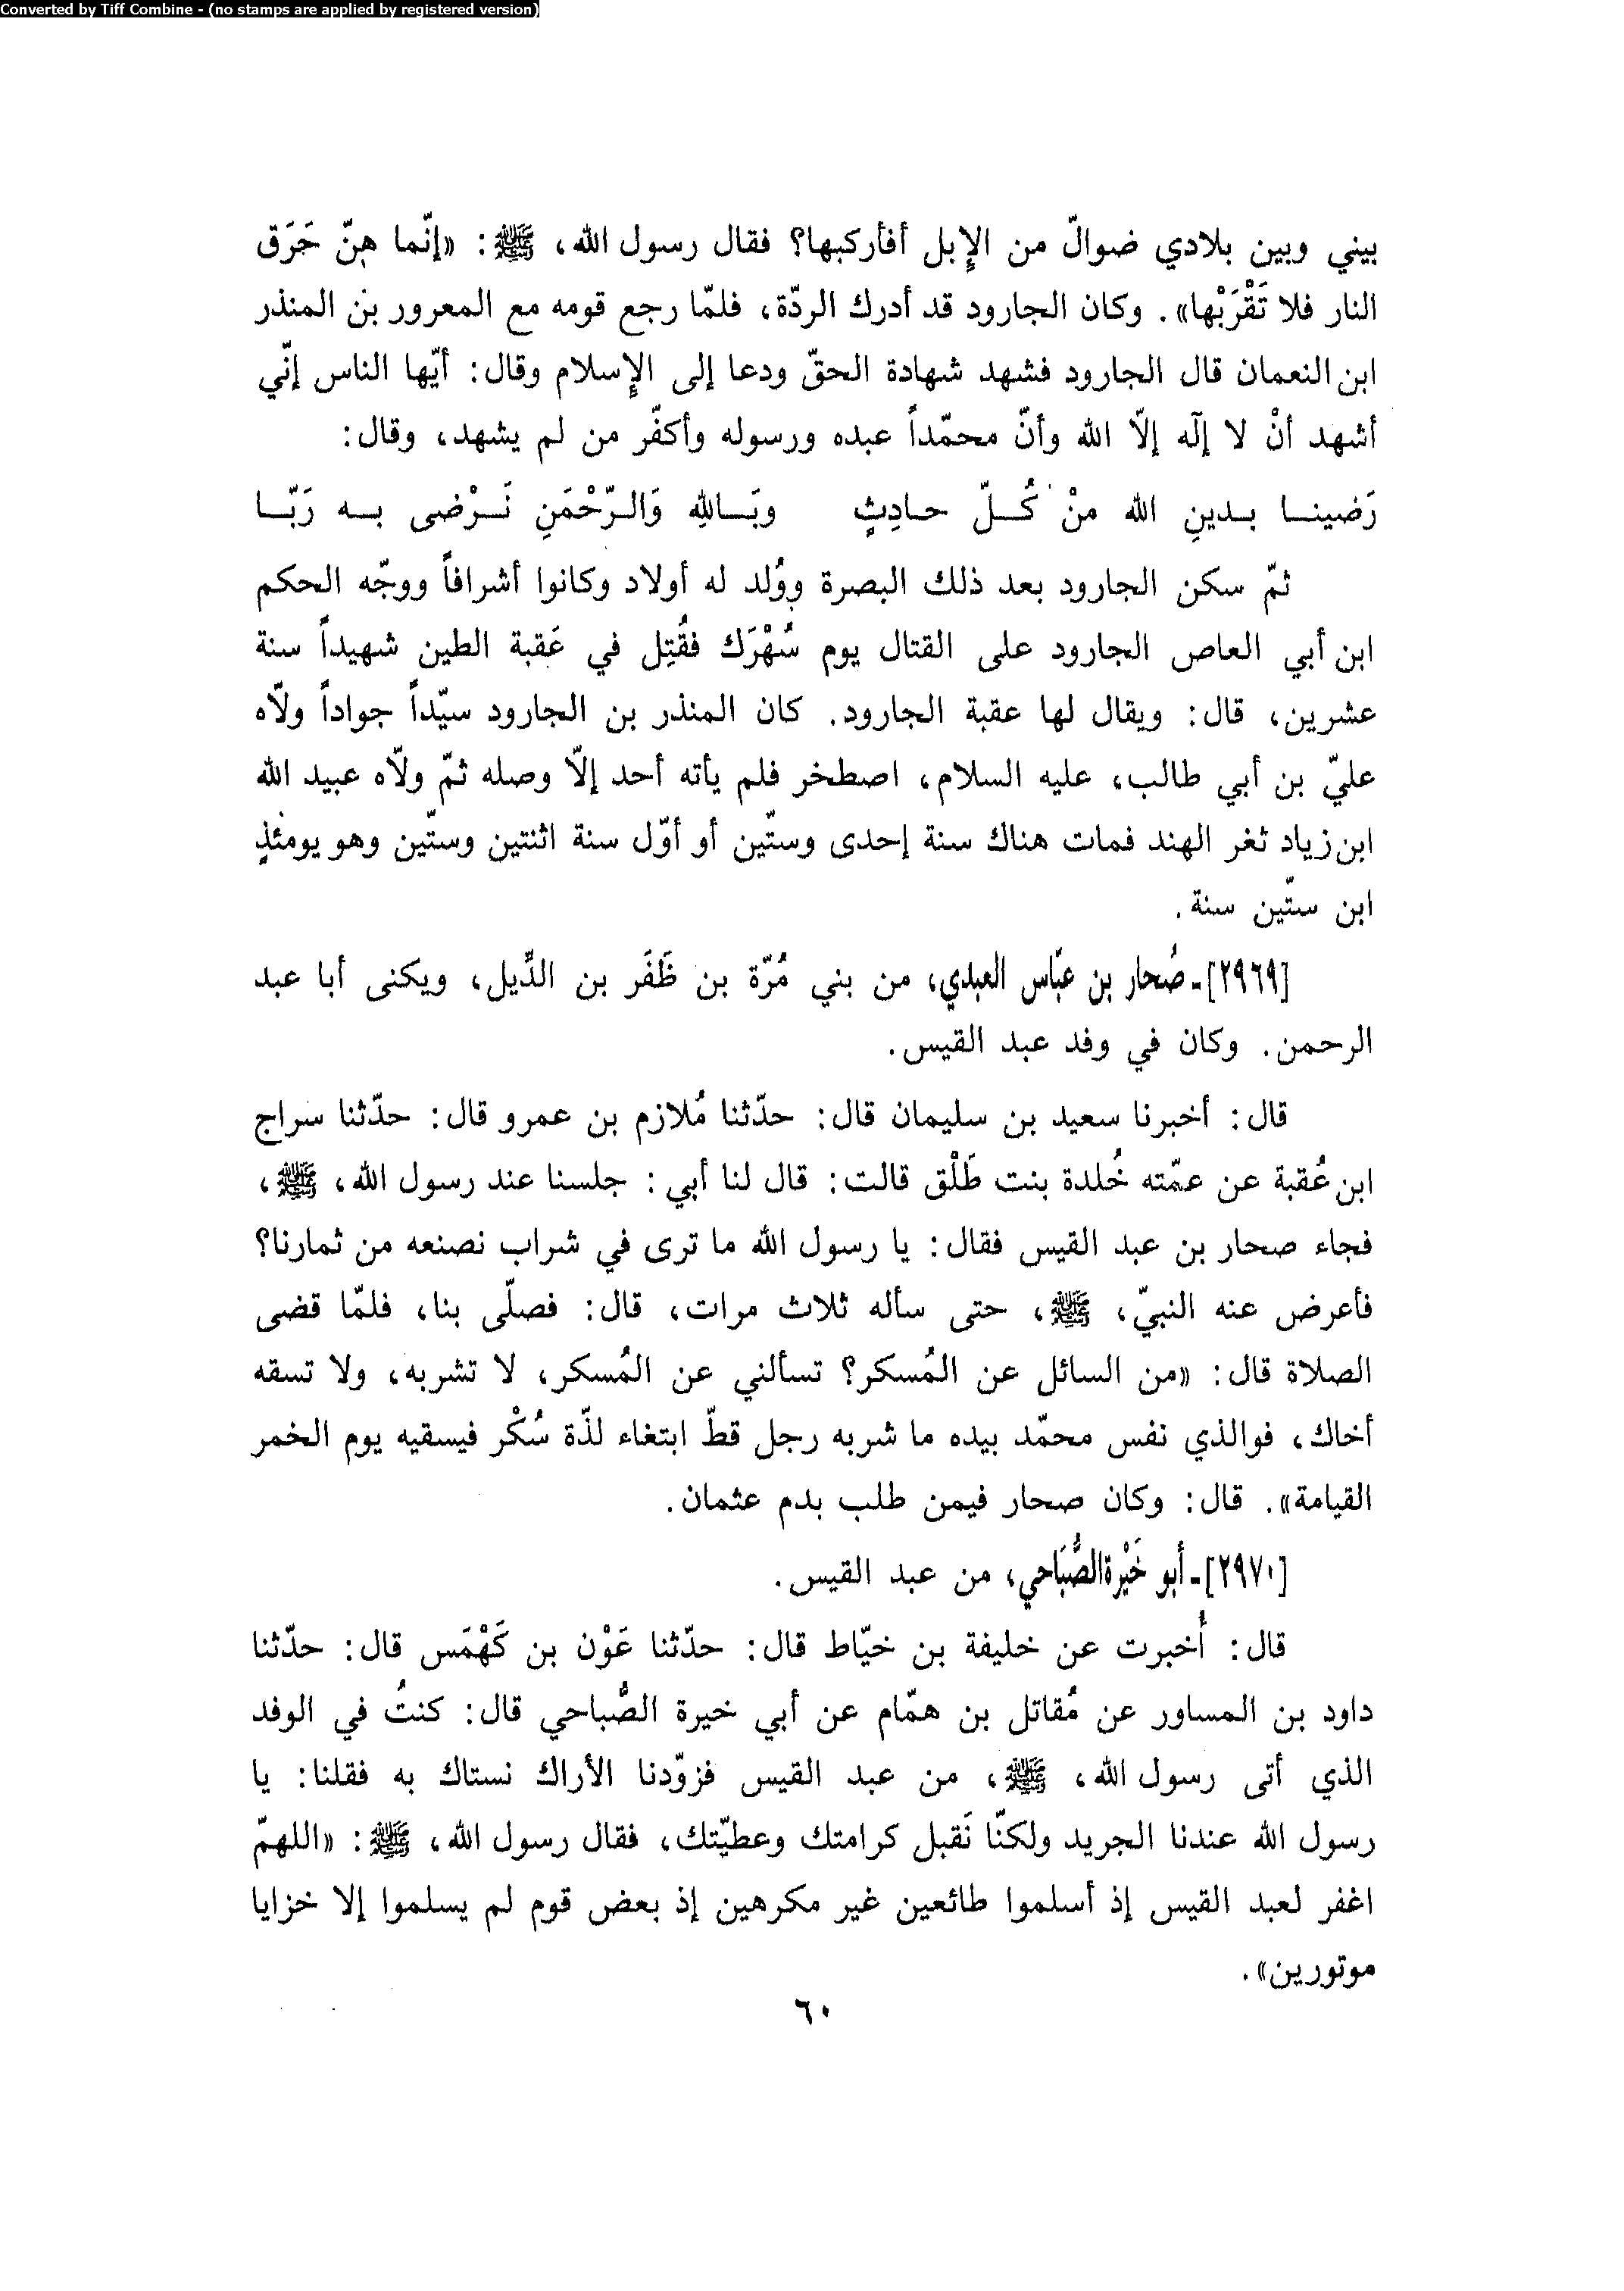 Converted by Tiff Combine - (no stamps are applied by registered version)
بيني وبين بلادي ضوالّ من الإبل أفأركبها؟ فقال رسول الله، ﷺ: «إنّما هنّ حَرَق
النار فلا تَقْرَبْها». وكان الجارود قد أدرك الردّة، فلمّا رجع قومه مع المعرور بن المنذر
ابن النعمان قال الجارود فشهد شهادة الحقّ ودعا إلى الإسلام وقال: أيّها الناس إنّي
أشهد أنْ لا إلَه إلّا الله وأنّ محمّداً عبده ورسوله وأكفّر من لم يشهد، وقال:
رَضينا بدينِ الله منْ كُلّ حادِثٍ وبَاللهِ وَالرّحْمَنِ نَرْضى به رَبّا
ثمّ سكن الجارود بعد ذلك البصرة ووُلد له أولاد وكانوا أشرافاً ووجّه الحكم
ابن أبي العاص الجارود على القتال يوم سُهْرَك فقُتِل في عَقبة الطين شهيداً سنة
عشرين، قال: ويقال لها عقبة الجارود. كان المنذر بن الجارود سيّداً جواداً ولّاه
عليّ بن أبي طالب، عليه السلام، اصطخر فلم يأته أحد إلّا وصله ثمّ ولّاه عبيد الله
ابن زياد ثغر الهند فمات هناك سنة إحدى وستّين أو أوّل سنة اثنتين وستّين وهو يومئذٍ
ابن ستّين سنة.
[٢٩٦٩]ـ صُحار بن عبّاس العبدي، من بني مُرّة بن ظَفَر بن الدِّيل، ويكنى أبا عبد
الرحمن. وكان في وفد عبد القيس.
قال: أخبرنا سعيد بن سليمان قال: حدّثنا مُلازم بن عمرو قال: حدّثنا سراج
ابن عُقبة عن عمّته خُلدة بنت طَلْق قالت: قال لنا أبي: جلسنا عند رسول الله، ﷺ،
فجاء صحار بن عبد القيس فقال: يا رسول الله ما ترى في شراب نصنعه من ثمارنا؟
فأعرض عنه النبيّ، ﷺ، حتى سأله ثلاث مرات، قال: فصلّى بنا، فلمّا قضى
الصلاة قال: «من السائل عن المُسكر؟ تسألني عن المُسكر، لا تشربه، ولا تسقه
أخاك، فوالذي نفس محمّد بيده ما شربه رجل قطّ ابتغاء لذّة سُكْر فيسقيه يوم الخمر
القيامة». قال: وكان صحار فيمن طلب بدم عثمان.
[٢٩٧٠]ـ أبو خَيْرة الصُّبَاحي، من عبد القيس.
قال: أُخبرت عن خليفة بن خيّاط قال: حدّثنا عَوْن بن كَهْمَس قال: حدّثنا
داود بن المساور عن مُقاتل بن همّام عن أبي خيرة الصُّباحي قال: كنتُ في الوفد
الذي أتى رسول الله، ﷺ، من عبد القيس فزوّدنا الأراك نستاك به فقلنا: يا
رسول الله عندنا الجريد ولكنّا نَقبل كرامتك وعطيّتك، فقال رسول الله، ﷺ: «اللهمّ
اغفر لعبد القيس إذ أسلموا طائعين غير مكرهين إذ بعض قوم لم يسلموا إلا خزايا
موتورين».
٦٠